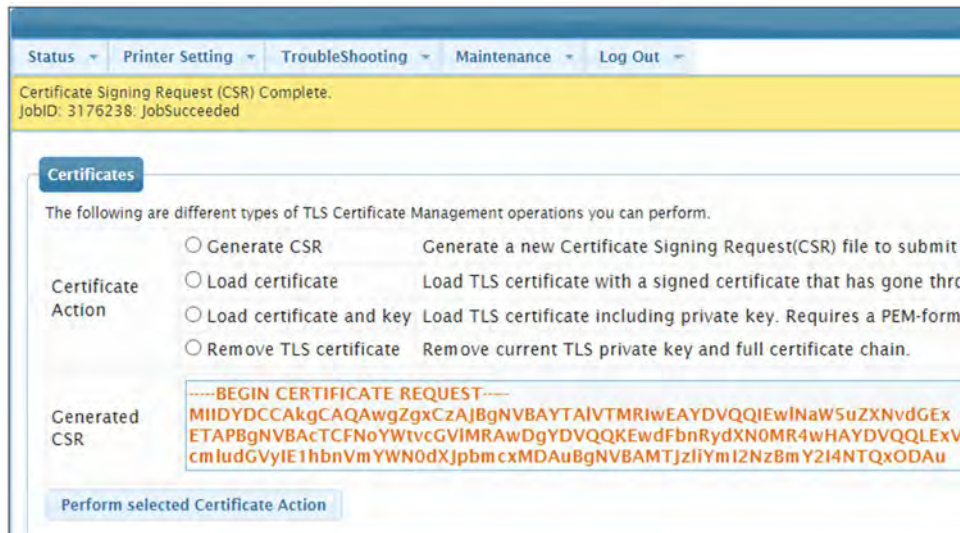 Status
Printer Setting
TroubleShooting
Maintenance
Log Out
Certificate Signing Request (CSR) Complete.
JobID: 3176238: JobSucceeded
Certificates
The following are different types of TLS Certificate Management operations you can perform.
Certificate Action
Generate CSR Generate a new Certificate Signing Request(CSR) file to submit
Load certificate Load TLS certificate with a signed certificate that has gone thro
Load certificate and key Load TLS certificate including private key. Requires a PEM-form
Remove TLS certificate Remove current TLS private key and full certificate chain.
Generated CSR
-----BEGIN CERTIFICATE REQUEST-----
MIIDYDCCAkgCAQAwgZgxCzAJBgNVBAYTAlVTMRIwEAYDVQQIEwlNaW5uZXNvdGEx
ETAPBgNVBAcTCFNoYWtvcGVlMRAwDgYDVQQKEwdFbnRydXN0MR4wHAYDVQQLExV
cmludGVyIE1hbnVmYWN0dXJpbmcxMDAuBgNVBAMTJzliYmI2NzBmY2I4NTQxODAu
Perform selected Certificate Action